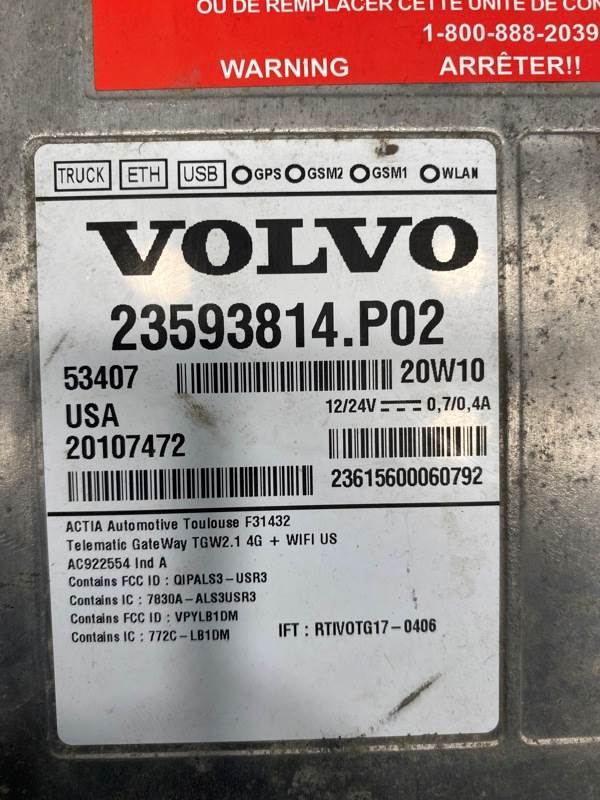 OU DE REMPLACER CETTE UNITÉ DE
1-800-888-2039
WARNING ARRÊTER!!
TRUCK ETH USB GPS GSM2 GSM1 WLAN
VOLVO
23593814.P02
53407 20W10
USA 12/24V 0,7/0,4A
20107472
23615600060792
ACTIA Automotive Toulouse F31432
Telematic GateWay TGW2.1 4G + WIFI US
AC922554 Ind A
Contains FCC ID : QIPALS3-USR3
Contains IC : 7830A-ALS3USR3
Contains FCC ID : VPYLB1DM
Contains IC : 772C-LB1DM IFT : RTIVOTG17-0406